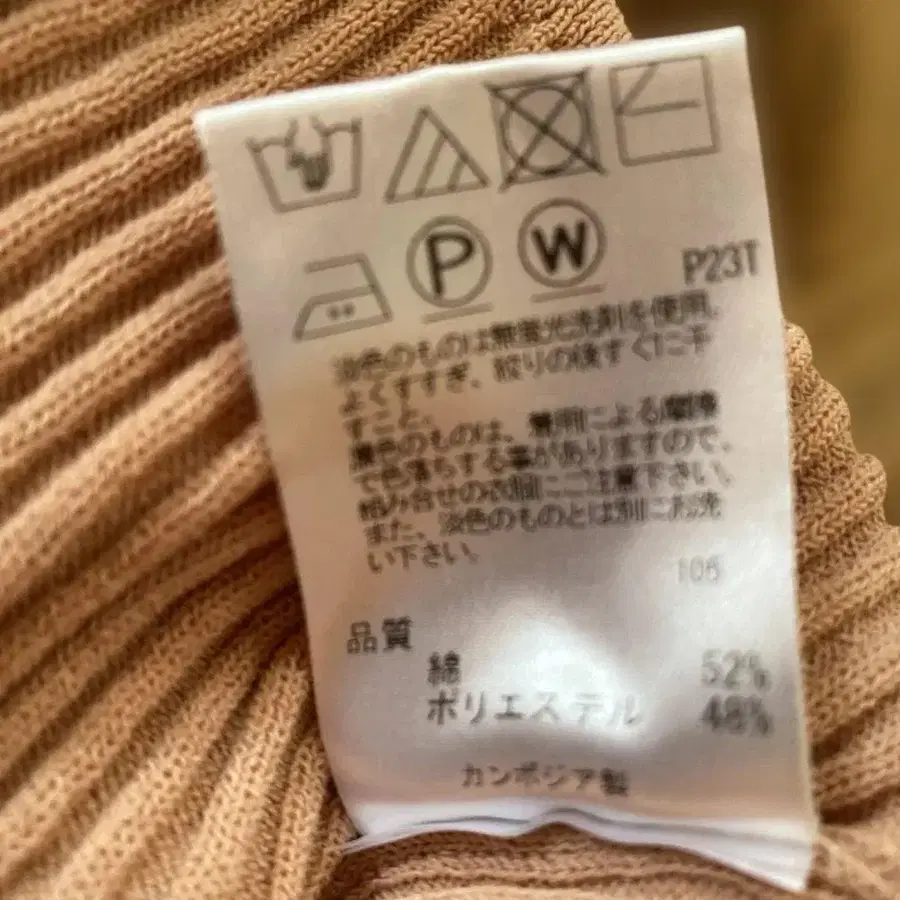 P W
P23T
淡色のものは無蛍光洗剤を使用。
よくすすぎ、絞りの後すぐに干
すこと。
濃色のものは、着用による摩擦
で色落ちする事がありますので、
組み合せの衣服にご注意下さい。
また、淡色のものとは別にお洗
い下さい。
106
品質
綿 52%
ポリエステル 48%
カンボジア製